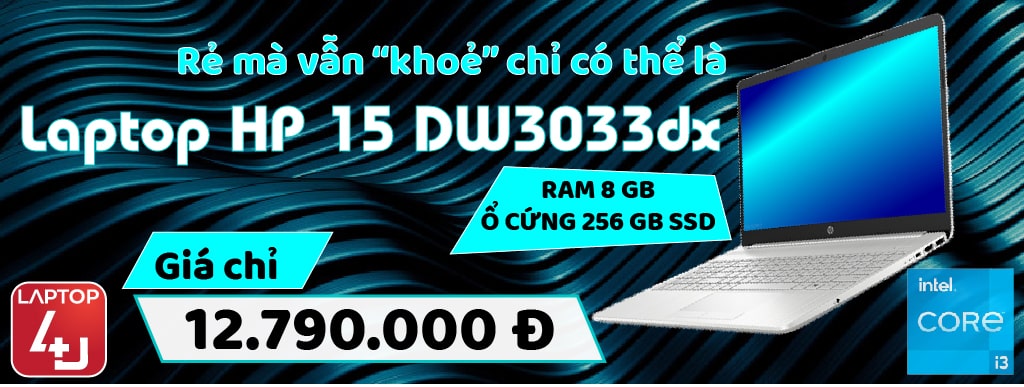 Rẻ mà vẫn “khoẻ” chỉ có thể là
Laptop HP 15 DW3033dx
RAM 8 GB
Ổ CỨNG 256 GB SSD
Giá chỉ
12.790.000 Đ
LAPTOP
4U
hp
intel.
CORE
i3